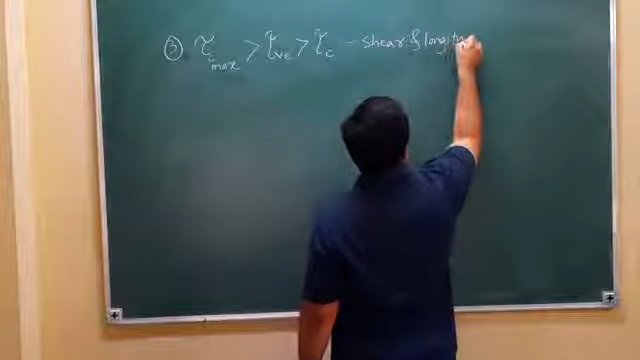 ③ τ_max > τ_ve > τ_c - shear & longitu